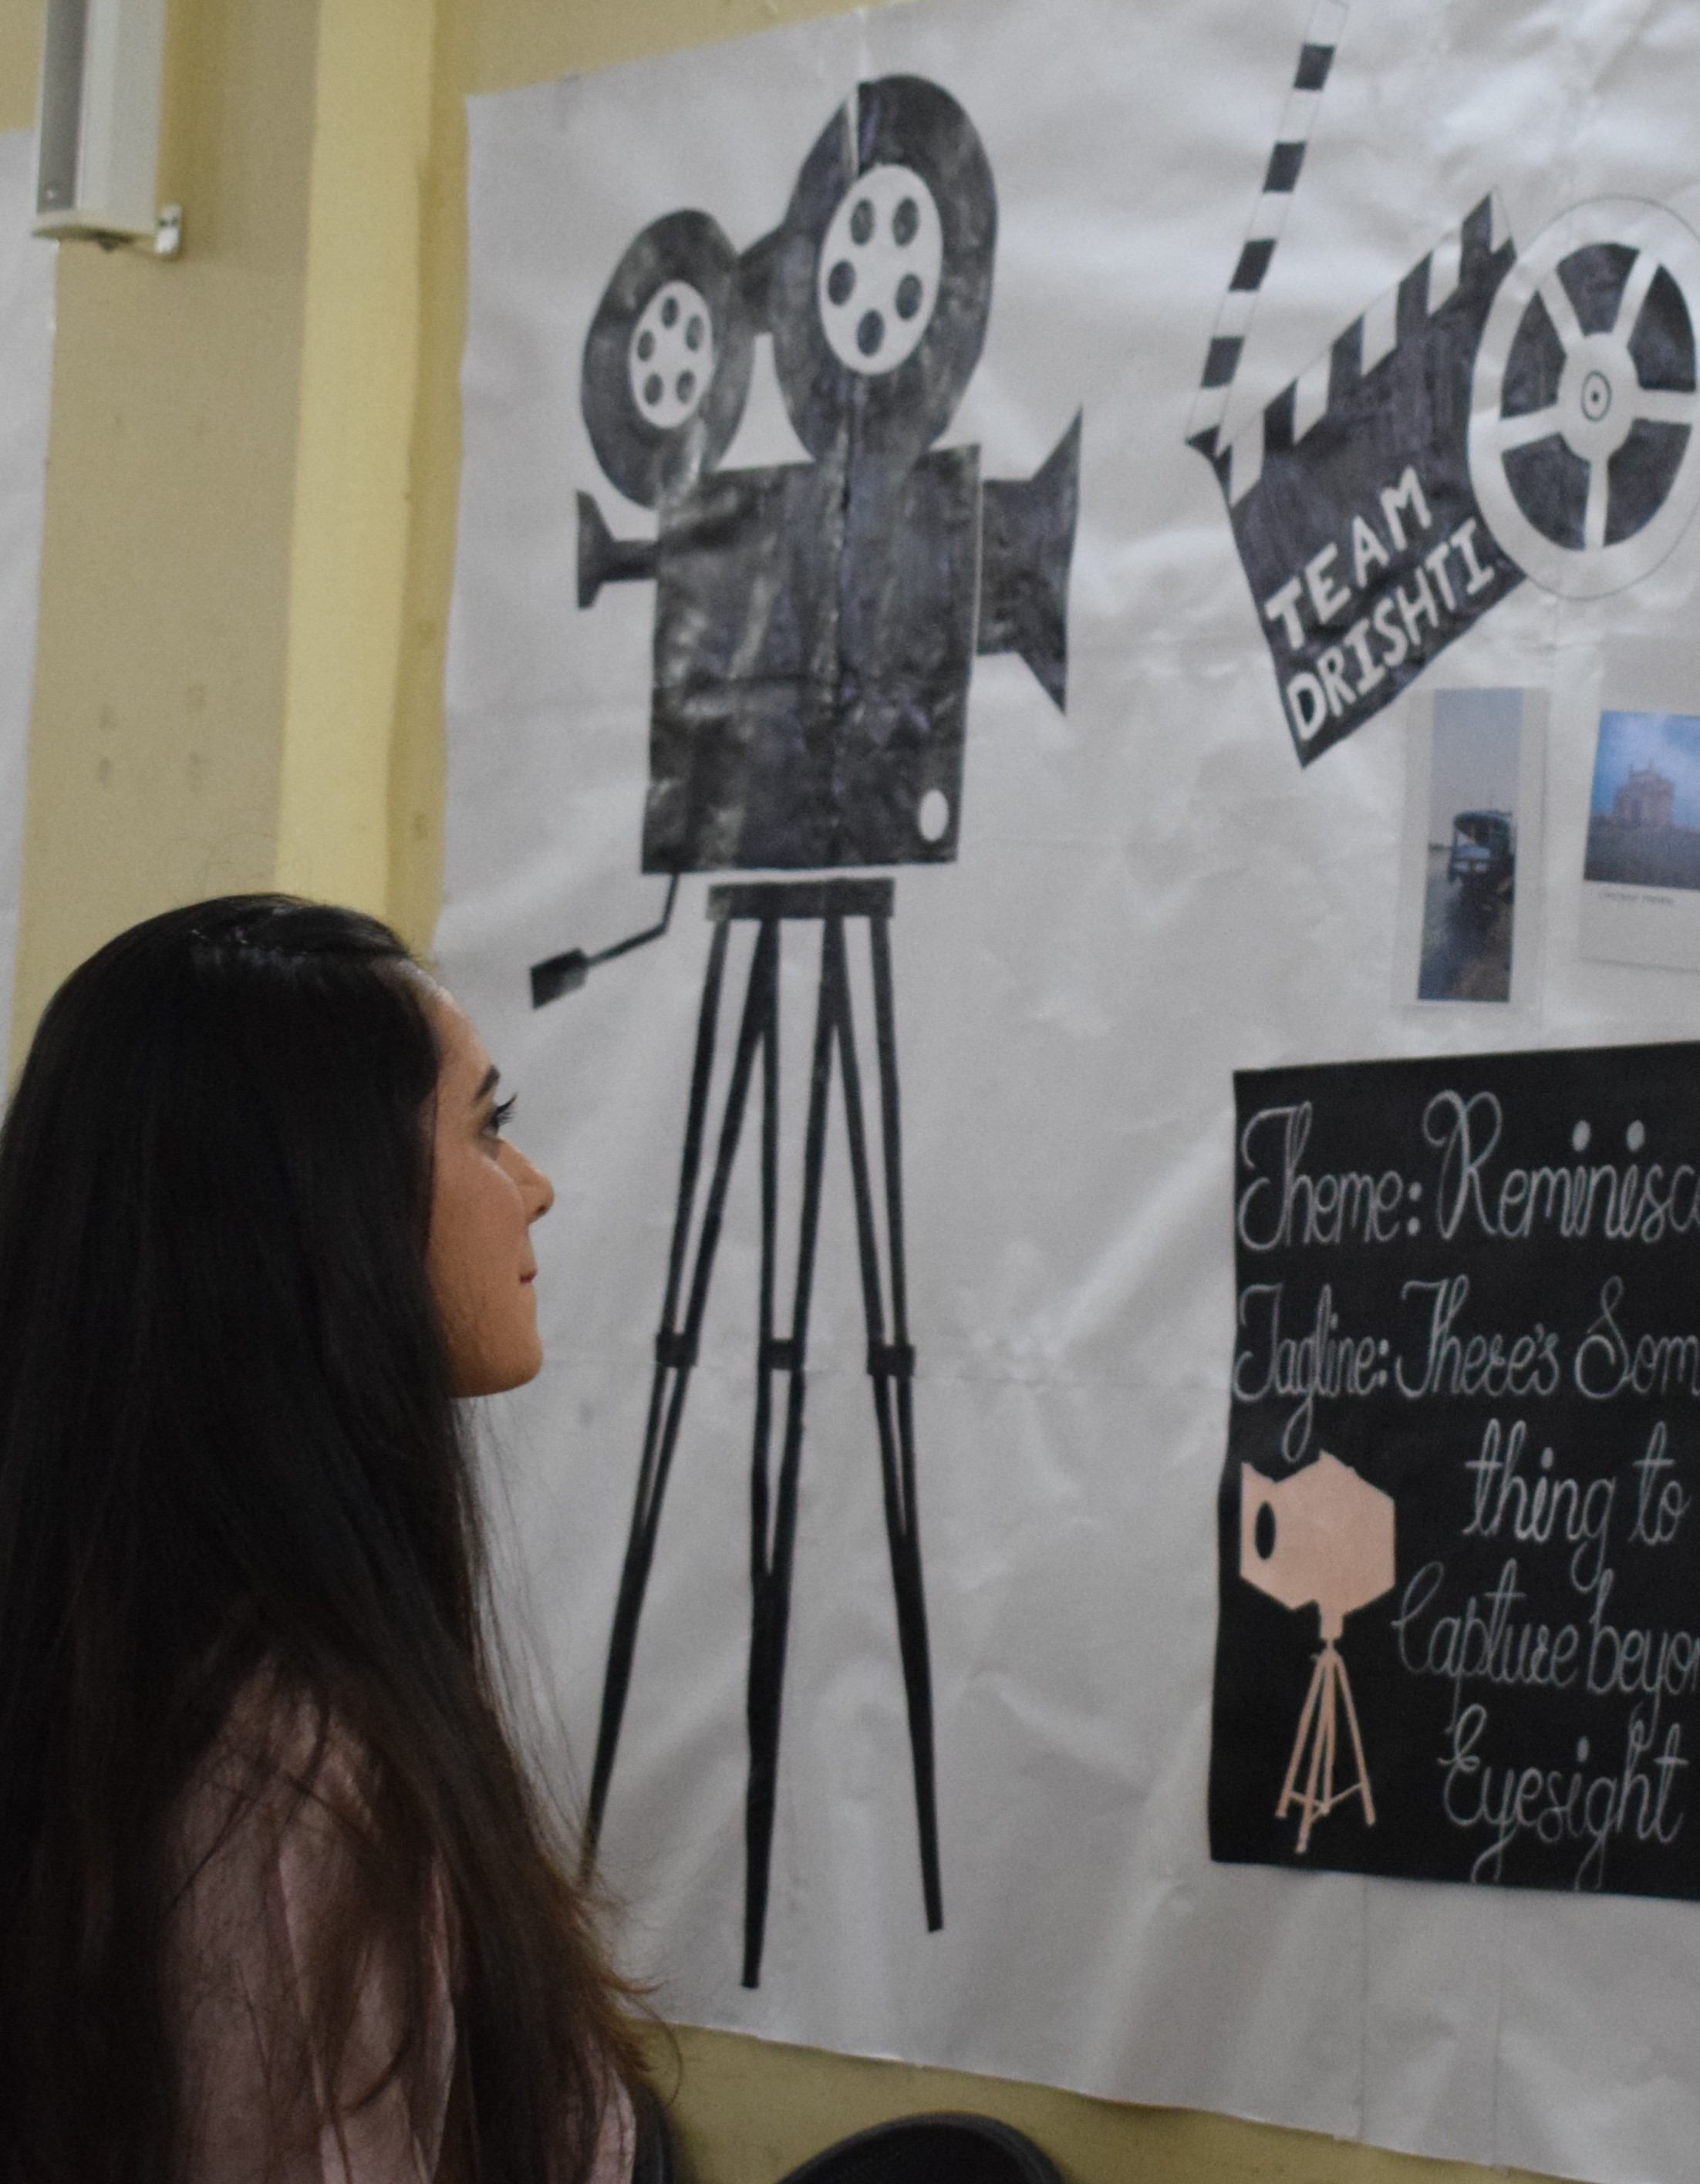 TEAM
DRISHTI
Theme: Reminisc
Tagline: There's Som
thing to
Capture beyon
Eyesight